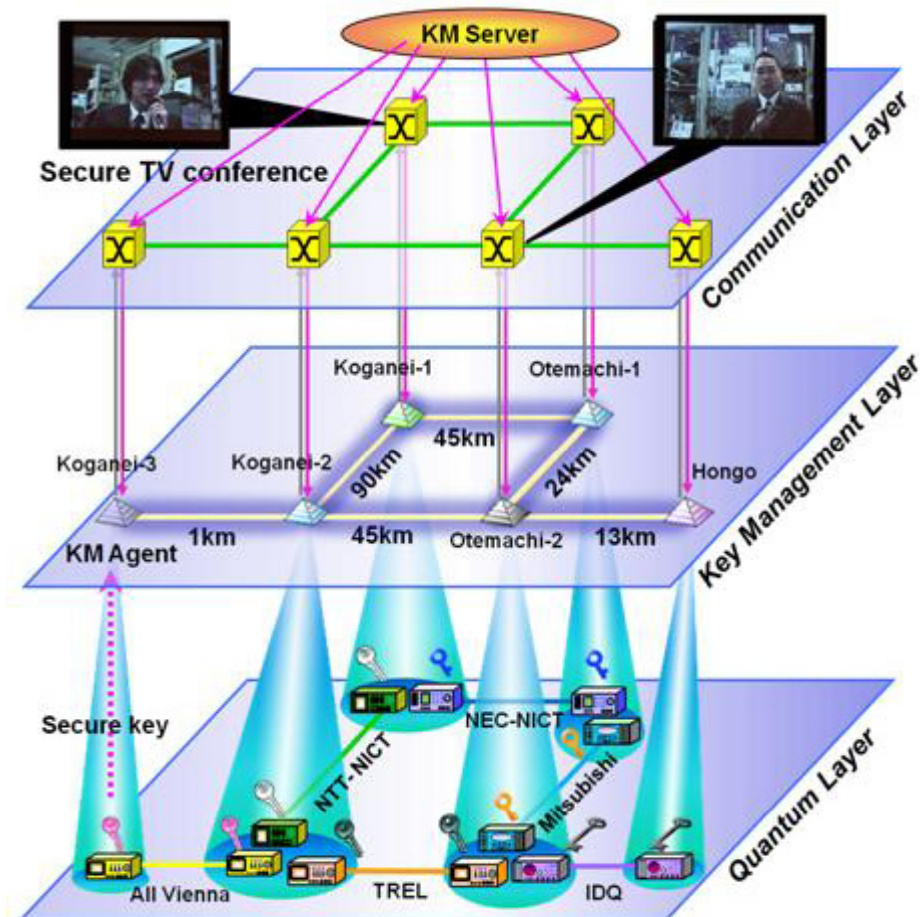 KM Server
Secure TV conference
Communication Layer
Koganei-1
Otemachi-1
45km
Koganei-3
Koganei-2
90km
24km
Hongo
1km
45km
Otemachi-2
13km
KM Agent
Key Management Layer
Secure key
NEC-NICT
NTT-NICT
Mitsubishi
All Vienna
TREL
IDQ
Quantum Layer